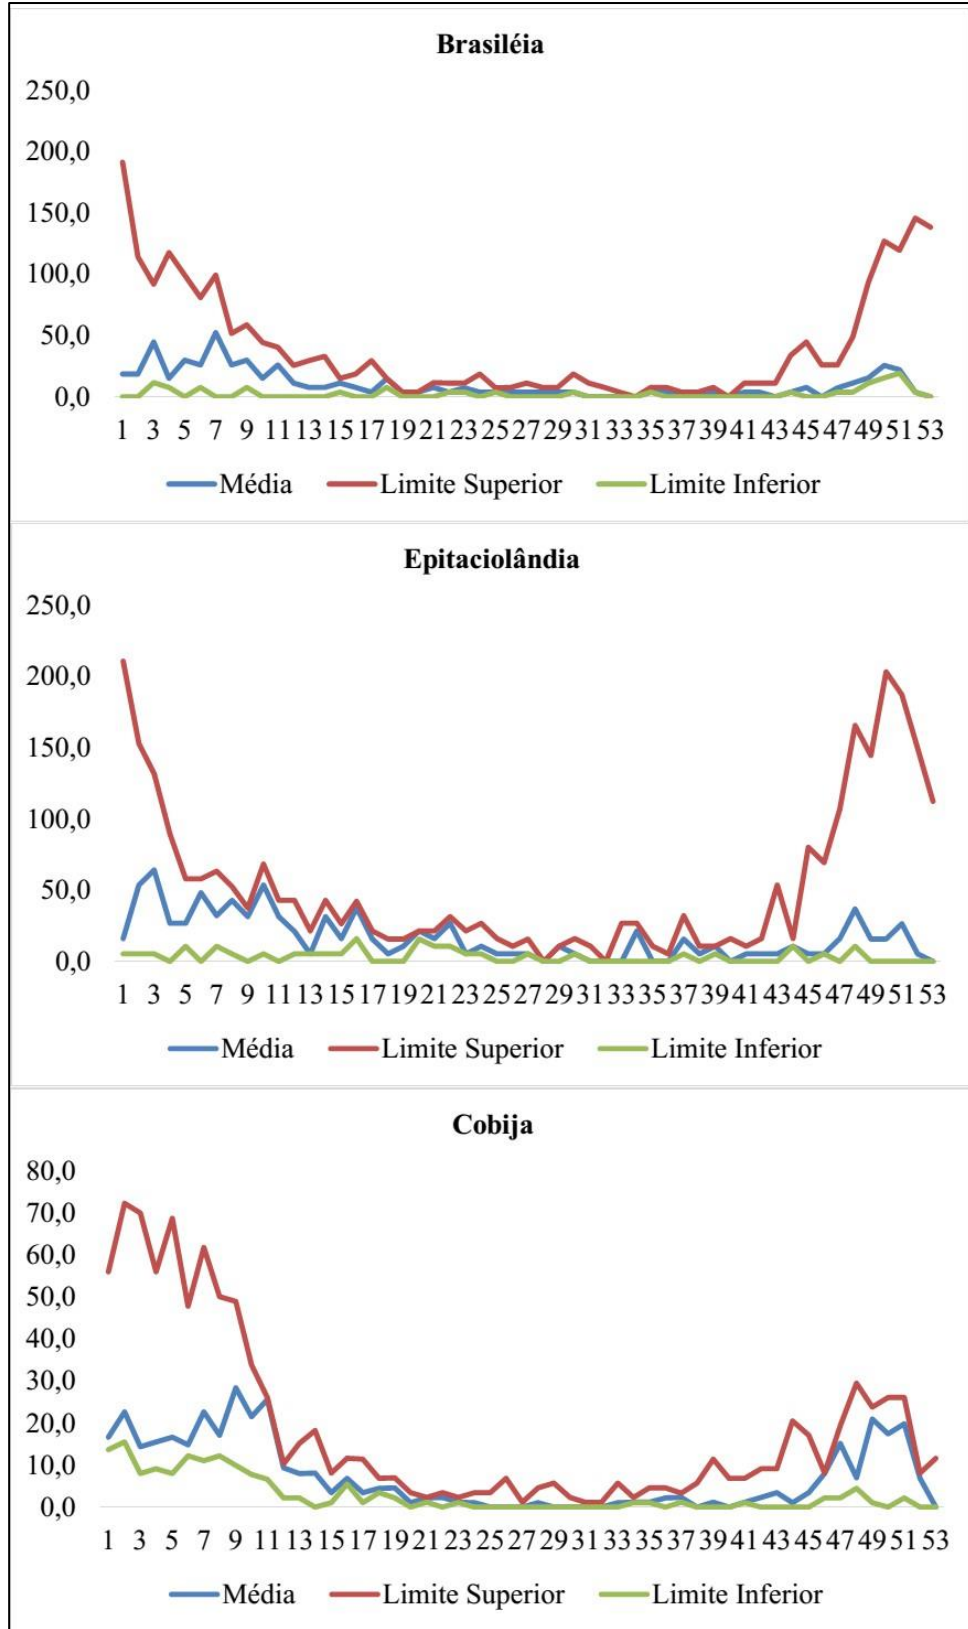 Brasiléia
250,0
200,0
150,0
100,0
50,0
0,0
1 3 5 7 9 11 13 15 17 19 21 23 25 27 29 31 33 35 37 39 41 43 45 47 49 51 53
Média Limite Superior Limite Inferior
Epitaciolândia
250,0
200,0
150,0
100,0
50,0
0,0
1 3 5 7 9 11 13 15 17 19 21 23 25 27 29 31 33 35 37 39 41 43 45 47 49 51 53
Média Limite Superior Limite Inferior
Cobija
80,0
70,0
60,0
50,0
40,0
30,0
20,0
10,0
0,0
1 3 5 7 9 11 13 15 17 19 21 23 25 27 29 31 33 35 37 39 41 43 45 47 49 51 53
Média Limite Superior Limite Inferior